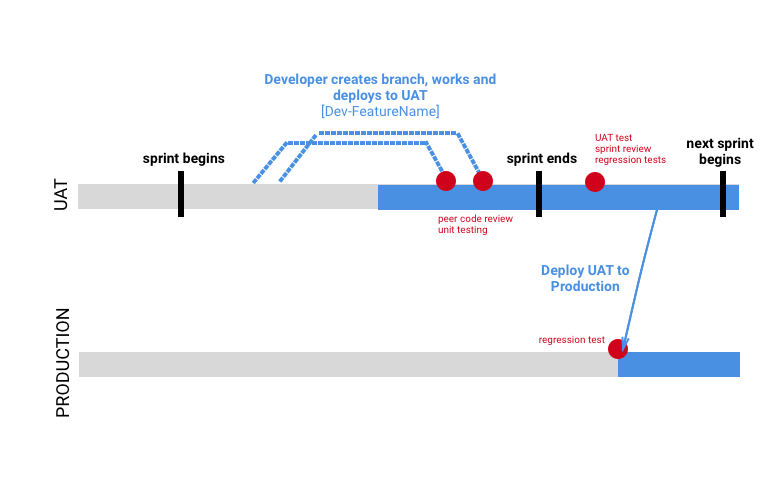 Developer creates branch, works and
deploys to UAT
[Dev-FeatureName]
UAT test
sprint review
regression tests
next sprint
begins
sprint begins
sprint ends
UAT
peer code review
unit testing
Deploy UAT to
Production
regression test
PRODUCTION